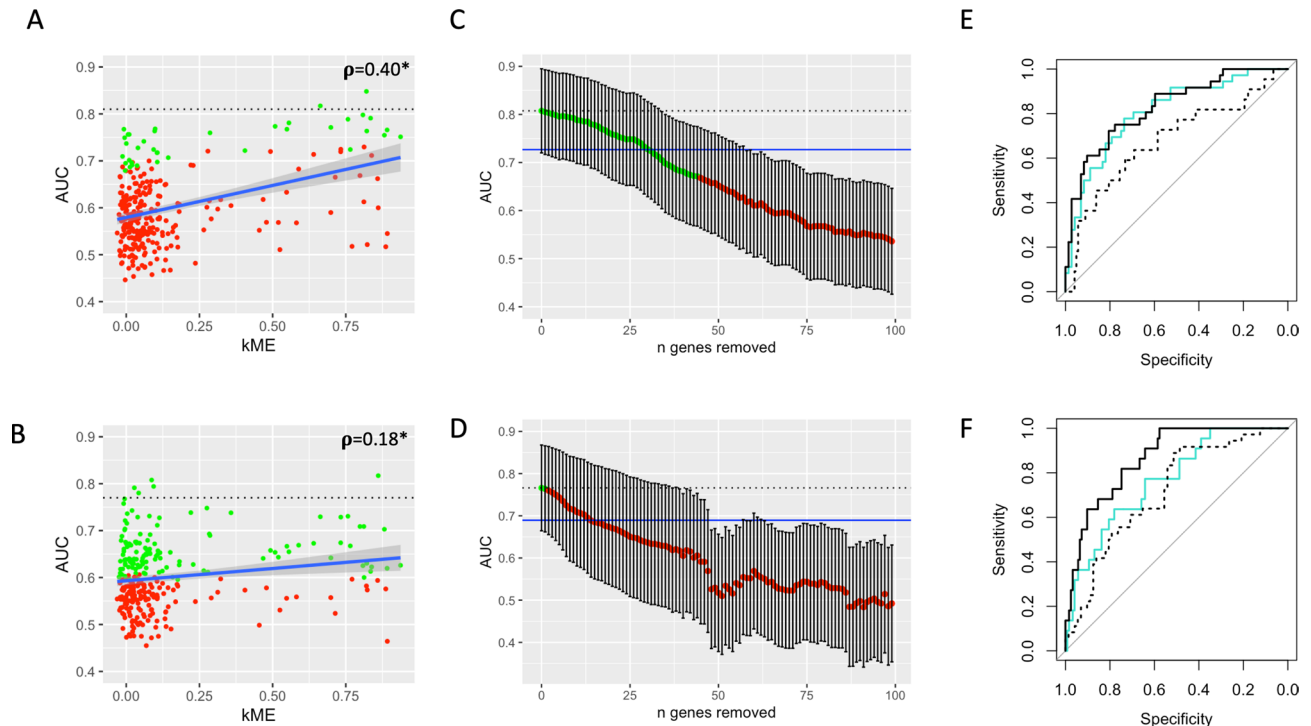 A
ρ=0.40*
AUC
0.9
0.8
0.7
0.6
0.5
0.4
0.00 0.25 0.50 0.75
kME
C
AUC
0.9
0.8
0.7
0.6
0.5
0.4
0 25 50 75 100
n genes removed
E
Sensitivity
1.0
0.8
0.6
0.4
0.2
0.0
1.0 0.8 0.6 0.4 0.2 0.0
Specificity
B
ρ=0.18*
AUC
0.9
0.8
0.7
0.6
0.5
0.4
0.00 0.25 0.50 0.75
kME
D
AUC
0.9
0.8
0.7
0.6
0.5
0.4
0 25 50 75 100
n genes removed
F
Sensitivity
1.0
0.8
0.6
0.4
0.2
0.0
1.0 0.8 0.6 0.4 0.2 0.0
Specificity